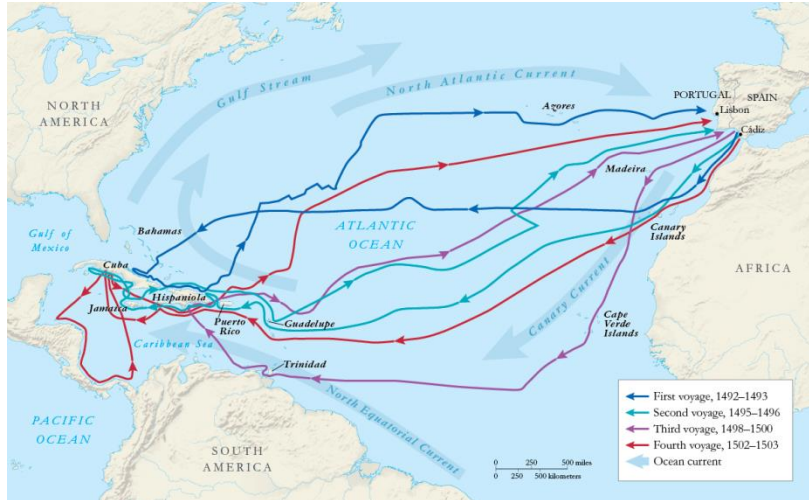 NORTH
AMERICA
Gulf Stream
North Atlantic Current
Azores
PORTUGAL
SPAIN
Lisbon
Cádiz
Madeira
Gulf of
Mexico
Bahamas
ATLANTIC
OCEAN
Canary
Islands
AFRICA
Cuba
Hispaniola
Jamaica
Puerto
Rico
Guadelupe
Canary Current
Cape
Verde
Islands
Caribbean Sea
Trinidad
North Equatorial Current
PACIFIC
OCEAN
SOUTH
AMERICA
0 250 500 miles
0 250 500 kilometers
First voyage, 1492–1493
Second voyage, 1495–1496
Third voyage, 1498–1500
Fourth voyage, 1502–1503
Ocean current